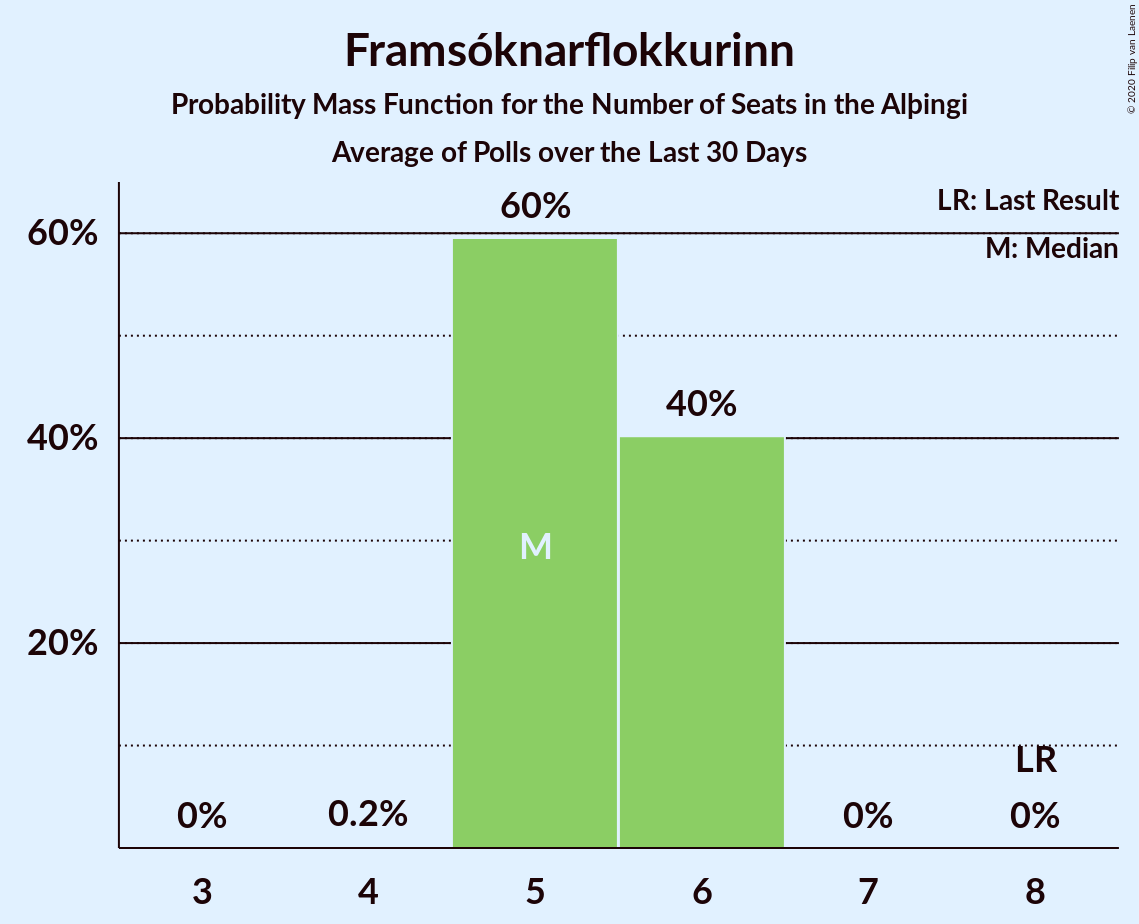 Framsóknarflokkurinn
Probability Mass Function for the Number of Seats in the Alþingi
Average of Polls over the Last 30 Days
© 2020 Filip van Laenen
LR: Last Result
M: Median
60%
60%
40%
40%
20%
M
LR
0%
0.2%
0%
0%
3
4
5
6
7
8